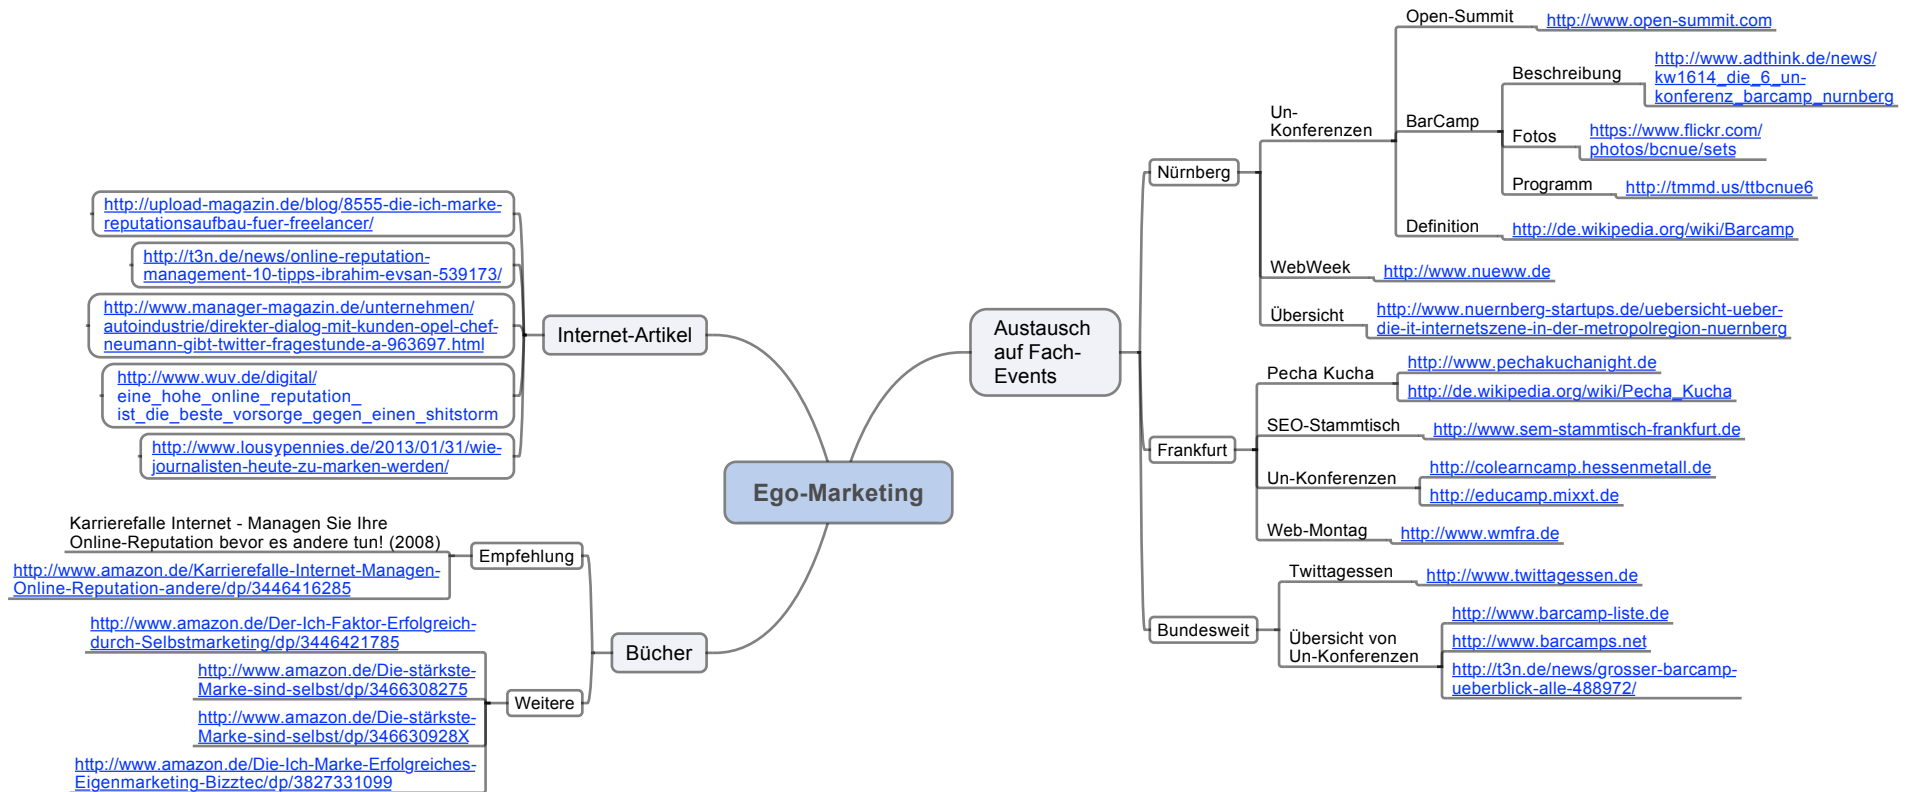 Ego-Marketing
Austausch
auf Fach-
Events
Nürnberg
Un-
Konferenzen
Open-Summit
http://www.open-summit.com
BarCamp
Beschreibung
http://www.adthink.de/news/
kw1614_die_6_un-
konferenz_barcamp_nurnberg
Fotos
https://www.flickr.com/
photos/bcnue/sets
Programm
http://tmmd.us/ttbcnue6
Definition
http://de.wikipedia.org/wiki/Barcamp
WebWeek
http://www.nueww.de
Übersicht
http://www.nuernberg-startups.de/uebersicht-ueber-
die-it-internetszene-in-der-metropolregion-nuernberg
Frankfurt
Pecha Kucha
http://www.pechakuchanight.de
http://de.wikipedia.org/wiki/Pecha_Kucha
SEO-Stammtisch
http://www.sem-stammtisch-frankfurt.de
Un-Konferenzen
http://colearncamp.hessenmetall.de
http://educamp.mixxt.de
Web-Montag
http://www.wmfra.de
Bundesweit
Twittagessen
http://www.twittagessen.de
Übersicht von
Un-Konferenzen
http://www.barcamp-liste.de
http://www.barcamps.net
http://t3n.de/news/grosser-barcamp-
ueberblick-alle-488972/
Internet-Artikel
http://upload-magazin.de/blog/8555-die-ich-marke-
reputationsaufbau-fuer-freelancer/
http://t3n.de/news/online-reputation-
management-10-tipps-ibrahim-evsan-539173/
http://www.manager-magazin.de/unternehmen/
autoindustrie/direkter-dialog-mit-kunden-opel-chef-
neumann-gibt-twitter-fragestunde-a-963697.html
http://www.wuv.de/digital/
eine_hohe_online_reputation_
ist_die_beste_vorsorge_gegen_einen_shitstorm
http://www.lousypennies.de/2013/01/31/wie-
journalisten-heute-zu-marken-werden/
Bücher
Empfehlung
Karrierefalle Internet - Managen Sie Ihre
Online-Reputation bevor es andere tun! (2008)
http://www.amazon.de/Karrierefalle-Internet-Managen-
Online-Reputation-andere/dp/3446416285
Weitere
http://www.amazon.de/Der-Ich-Faktor-Erfolgreich-
durch-Selbstmarketing/dp/3446421785
http://www.amazon.de/Die-stärkste-
Marke-sind-selbst/dp/3466308275
http://www.amazon.de/Die-stärkste-
Marke-sind-selbst/dp/346630928X
http://www.amazon.de/Die-Ich-Marke-Erfolgreiches-
Eigenmarketing-Bizztec/dp/3827331099